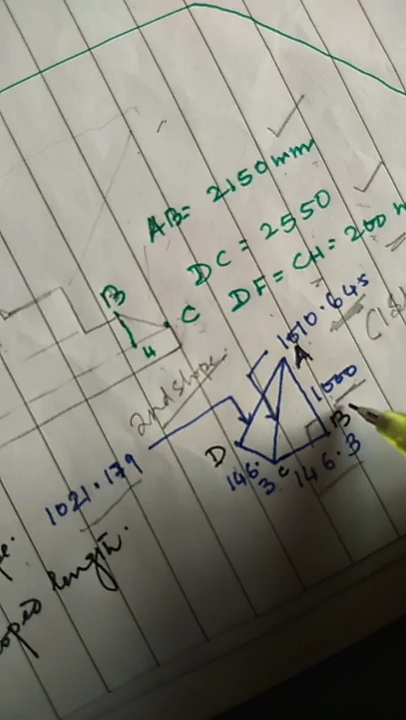 AB = 2150 mm
DC = 2550
DF = CH = 200
B
C
4
1010.645
A
1000
2nd slope
D
B
146.3
C
146.3
1021.179
length.